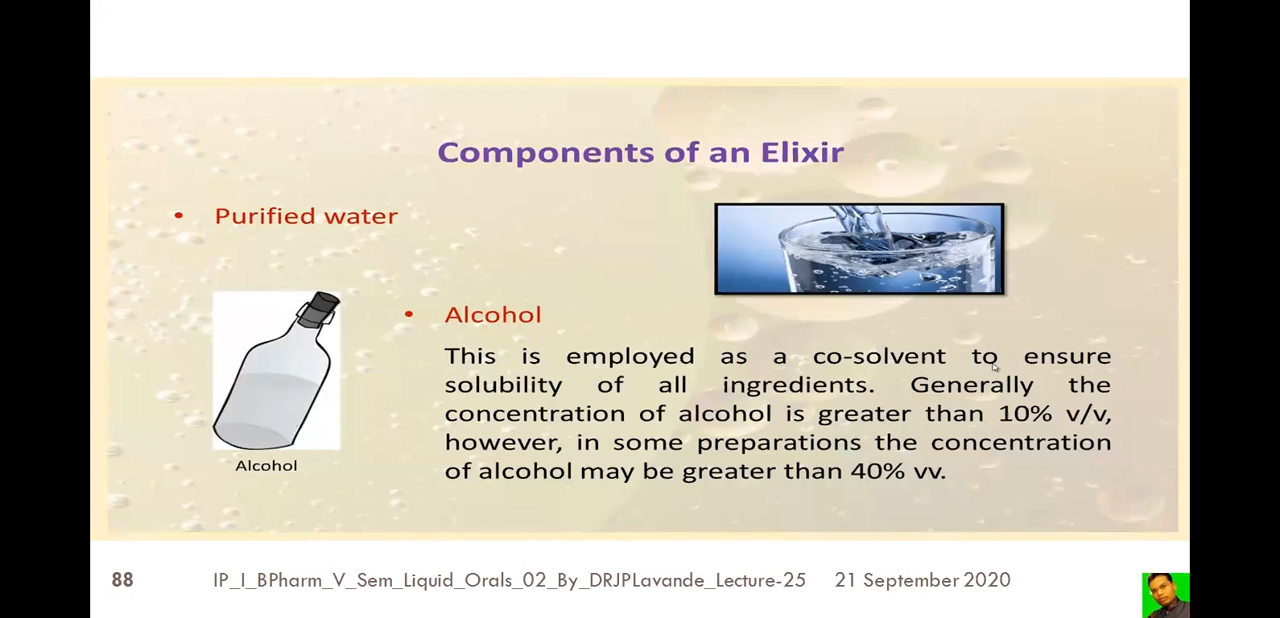 Components of an Elixir
• Purified water
• Alcohol
This is employed as a co-solvent to ensure
solubility of all ingredients. Generally the
concentration of alcohol is greater than 10% v/v,
however, in some preparations the concentration
of alcohol may be greater than 40% vv.
Alcohol
88 IP_I_BPharm_V_Sem_Liquid_Orals_02_By_DRJPLavande_Lecture-25 21 September 2020